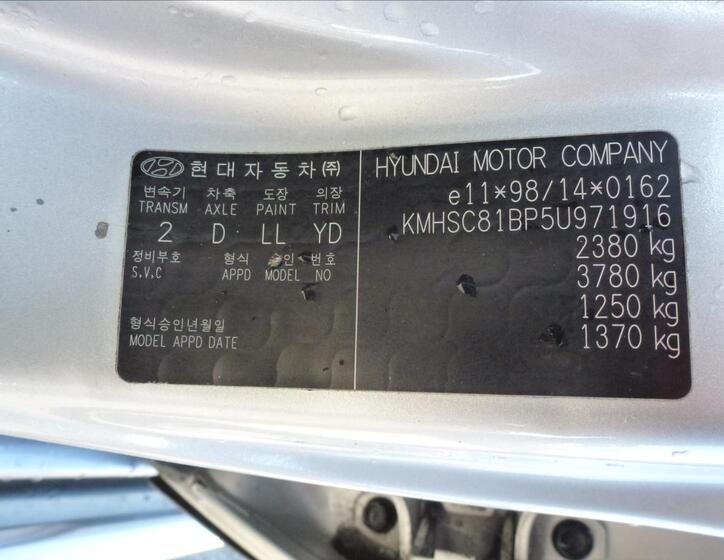 현대자동차(주)
변속기 차축 도장 의장
TRANSM AXLE PAINT TRIM
2 D LL YD
정비부호 형식 승인 번호
S.V.C APPD MODEL NO
형식승인년월일
MODEL APPD DATE
HYUNDAI MOTOR COMPANY
e11*98/14*0162
KMHSC81BP5U971916
2380 kg
3780 kg
1250 kg
1370 kg